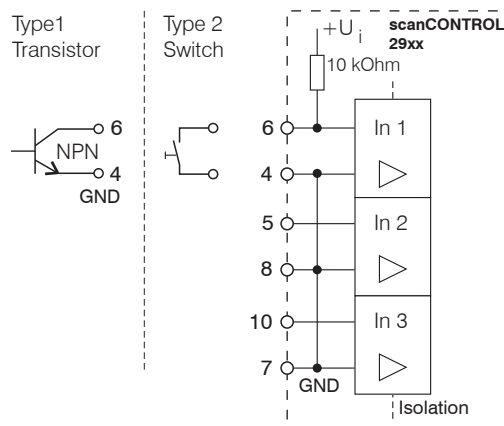 Type1
Transistor
Type 2
Switch
+U i
scanCONTROL
29xx
10 kOhm
6
NPN
4
GND
6
In 1
4
5
In 2
8
10
In 3
7
GND
Isolation